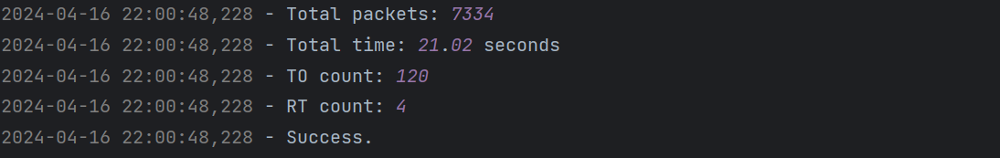 2024-04-16 22:00:48,228 - Total packets: 7334
2024-04-16 22:00:48,228 - Total time: 21.02 seconds
2024-04-16 22:00:48,228 - TO count: 120
2024-04-16 22:00:48,228 - RT count: 4
2024-04-16 22:00:48,228 - Success.